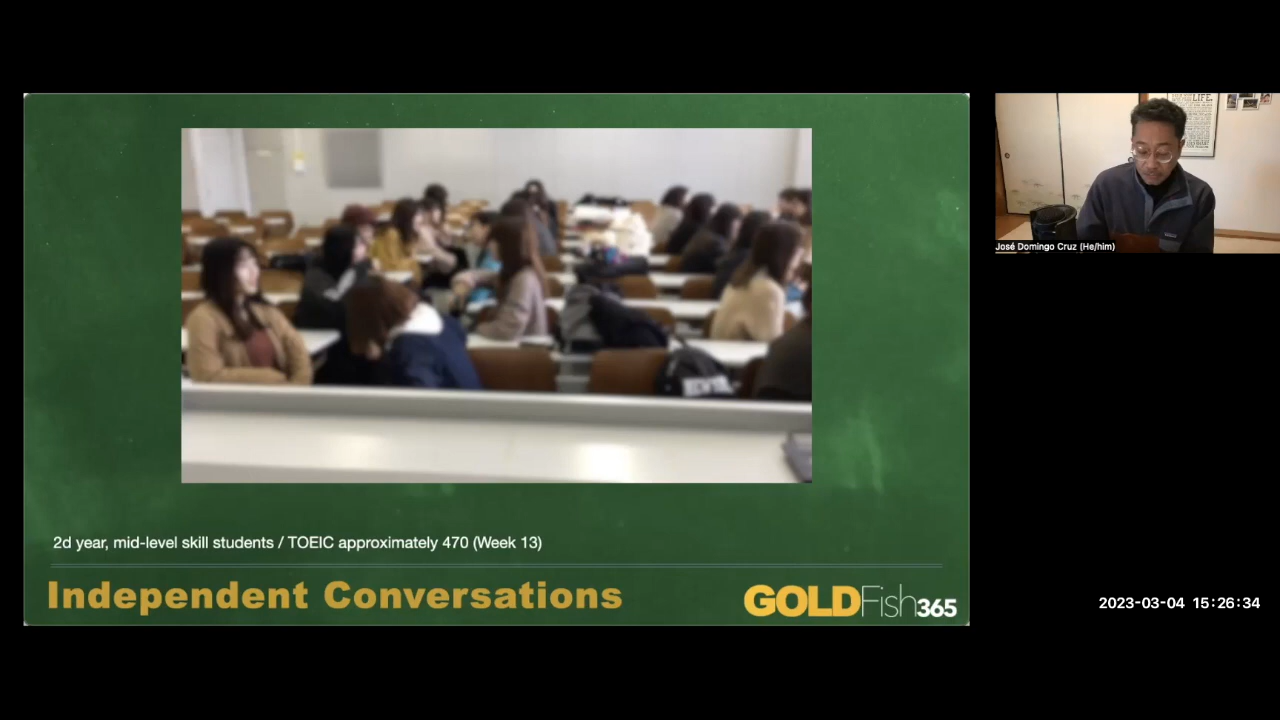 2d year, mid-level skill students / TOEIC approximately 470 (Week 13)
Independent Conversations
GOLDFish365
LIFE.
José Domingo Cruz (He/him)
2023-03-04 15:26:34